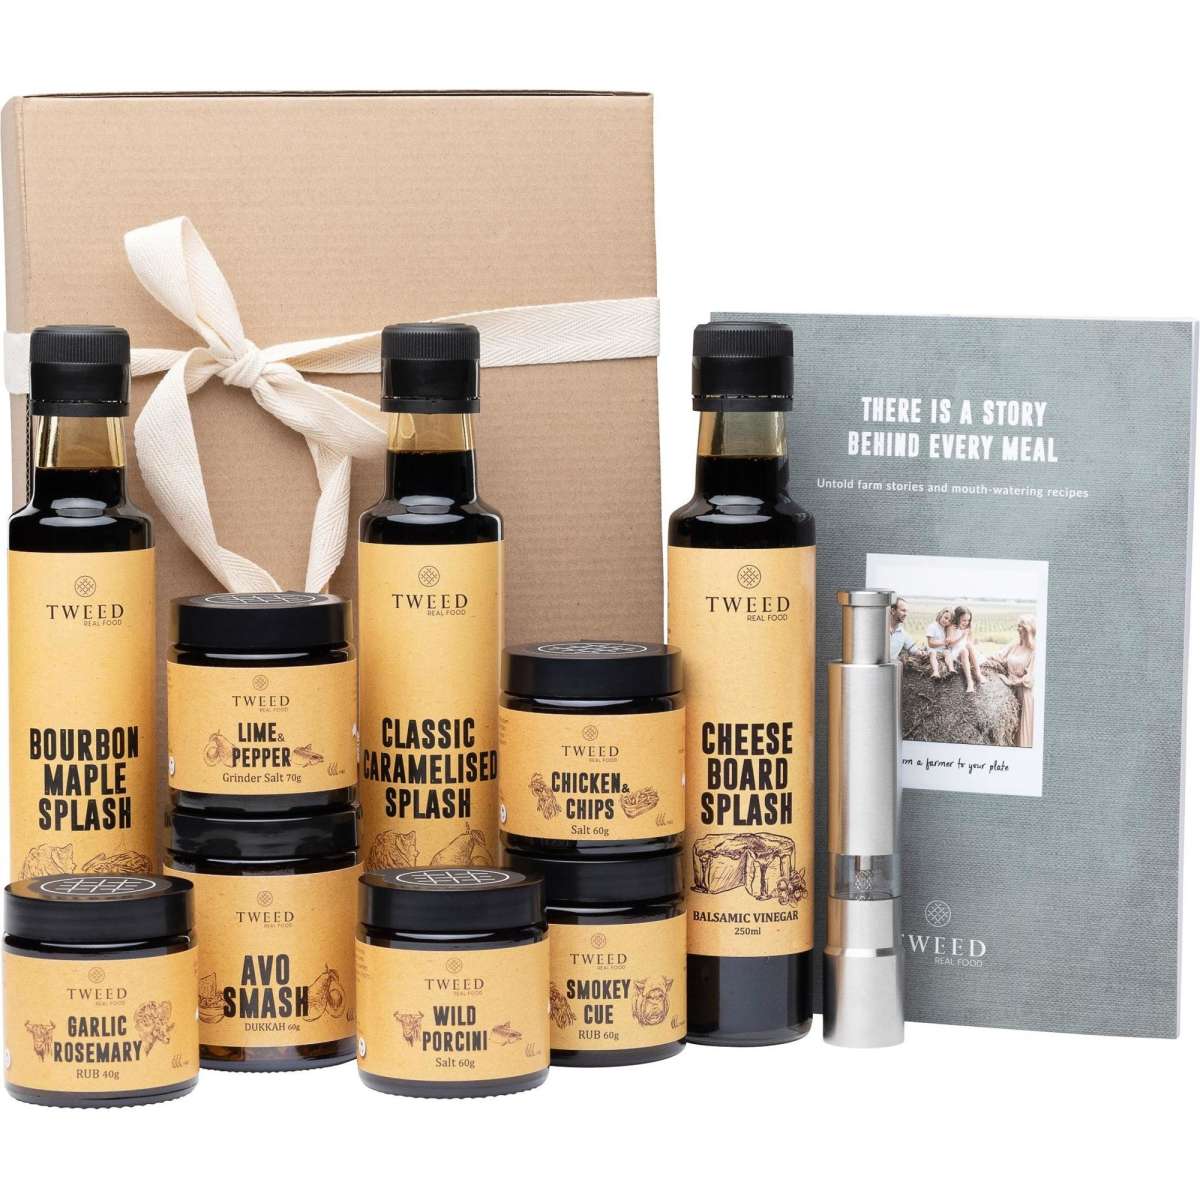 THERE IS A STORY
BEHIND EVERY MEAL
Untold farm stories and mouth-watering recipes
a farmer to your plate
TWEED
REAL FOOD
TWEED
REAL FOOD
BOURBON
MAPLE
SPLASH
TWEED
REAL FOOD
LIME &
PEPPER
Grinder Salt 70g
TWEED
REAL FOOD
CLASSIC
CARAMELISED
SPLASH
TWEED
REAL FOOD
CHICKEN &
CHIPS
Salt 60g
TWEED
REAL FOOD
CHEESE
BOARD
SPLASH
BALSAMIC VINEGAR
250ml
TWEED
REAL FOOD
GARLIC
ROSEMARY
RUB 40g
TWEED
REAL FOOD
AVO
SMASH
DUKKAH 60g
TWEED
REAL FOOD
WILD
PORCINI
Salt 60g
TWEED
REAL FOOD
SMOKEY
CUE
RUB 60g